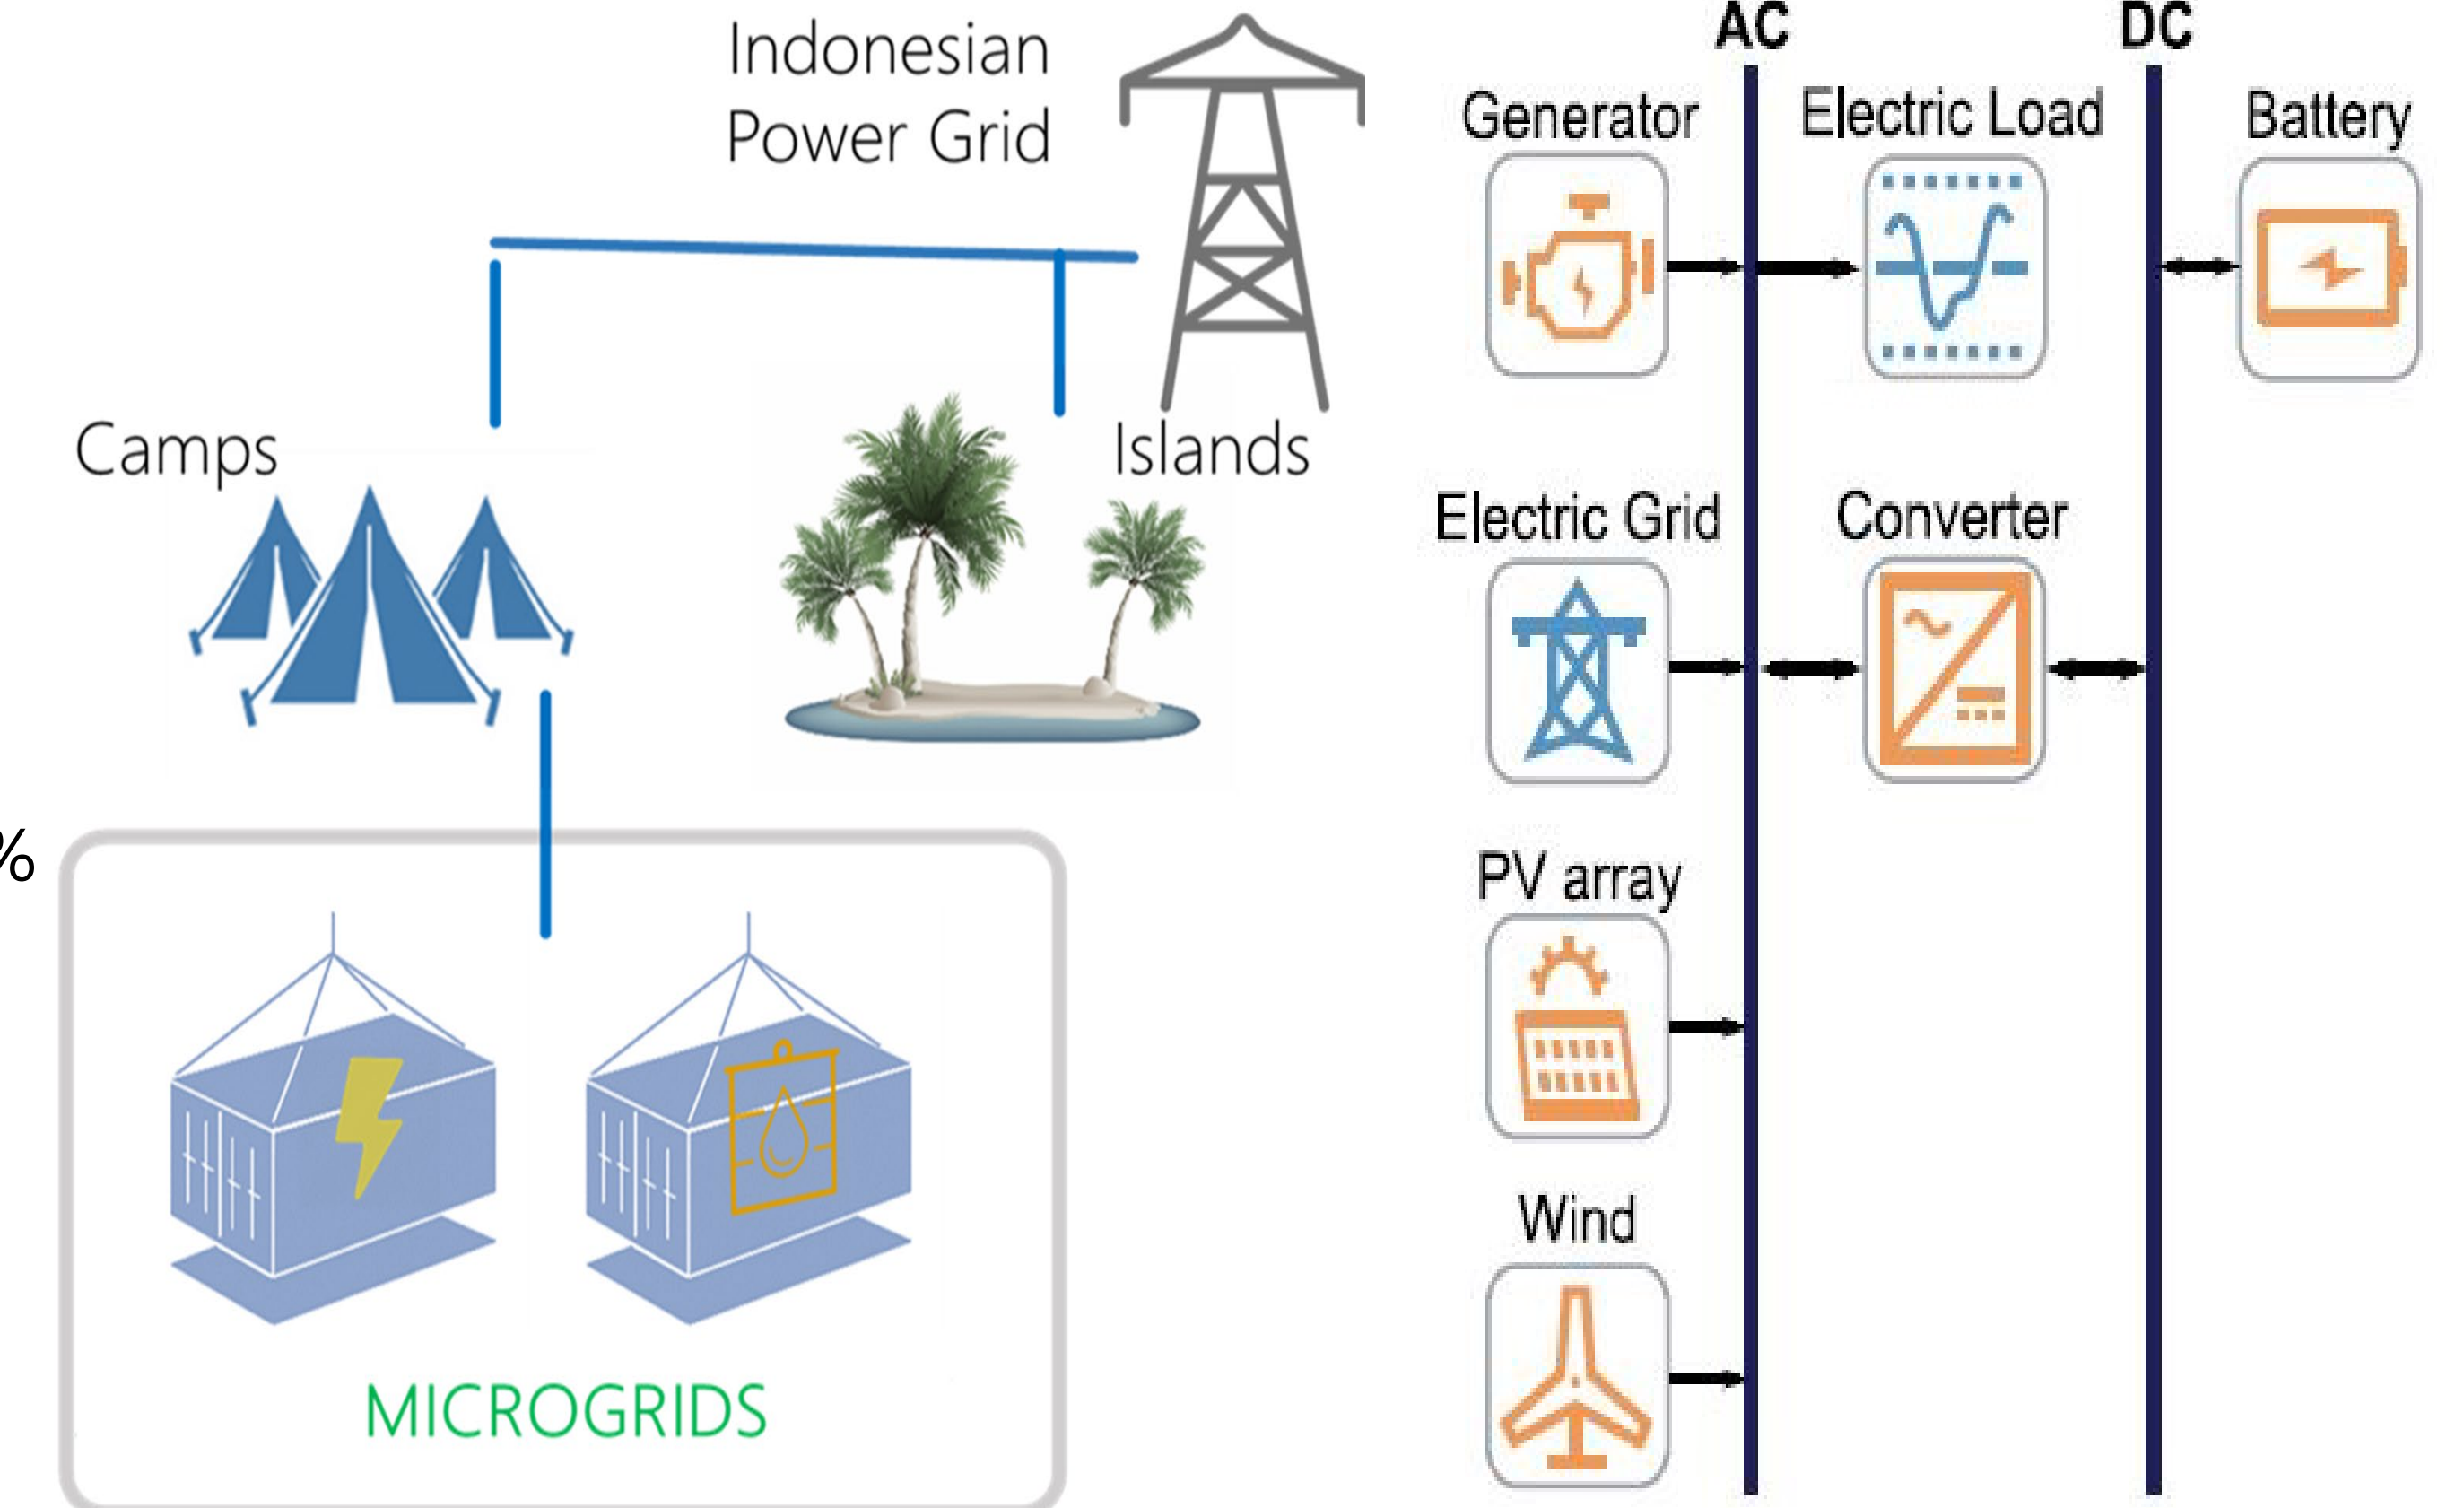 Indonesian
Power Grid
Camps
Islands
%
MICROGRIDS
AC
DC
Generator
Electric Load
Battery
Electric Grid
Converter
PV array
Wind